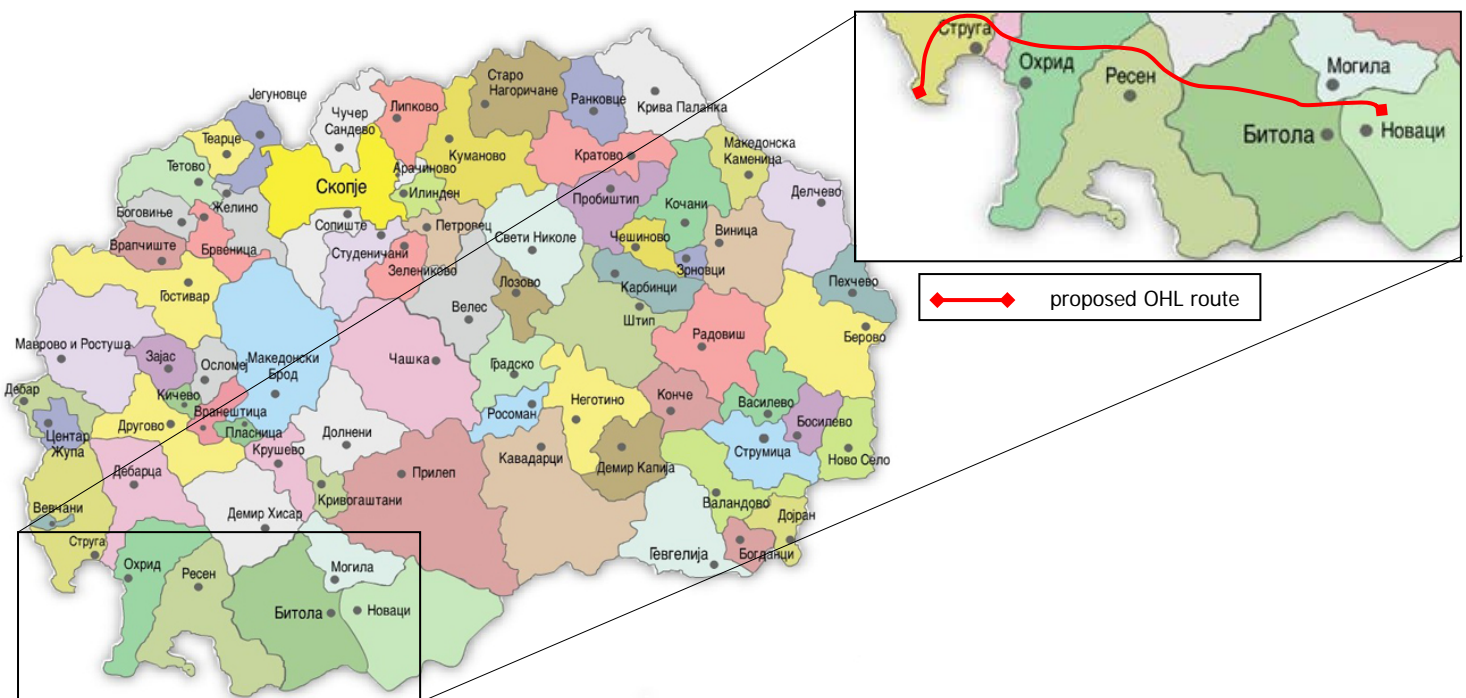 Струга
Охрид
Ресен
Могила
Битола
Новаци
proposed OHL route
Старо
Нагоричане
Ранковце
Крива Паланка
Јегуновце
Чучер
Сандево
Липково
Теарце
Куманово
Кратово
Македонска
Каменица
Тетово
Скопје
Арачиново
Илинден
Пробиштип
Делчево
Желино
Кочани
Боговиње
Сопиште
Петровец
Виница
Врапчиште
Брвеница
Студеничани
Свети Николе
Чешиново
Зелениково
Зрновци
Гостивар
Лозово
Карбинци
Пехчево
Велес
Штип
Берово
Маврово и Ростуша
Зајас
Осломеј
Македонски
Брод
Чашка
Градско
Радовиш
Дебар
Кичево
Вранештица
Росоман
Неготино
Конче
Василево
Другово
Пласница
Босилево
Центар
Жупа
Долнени
Крушево
Кавадарци
Демир Капија
Струмица
Ново Село
Дебарца
Прилеп
Кривогаштани
Валандово
Вевчани
Демир Хисар
Дојран
Струга
Гевгелија
Богданци
Охрид
Ресен
Могила
Битола
Новаци